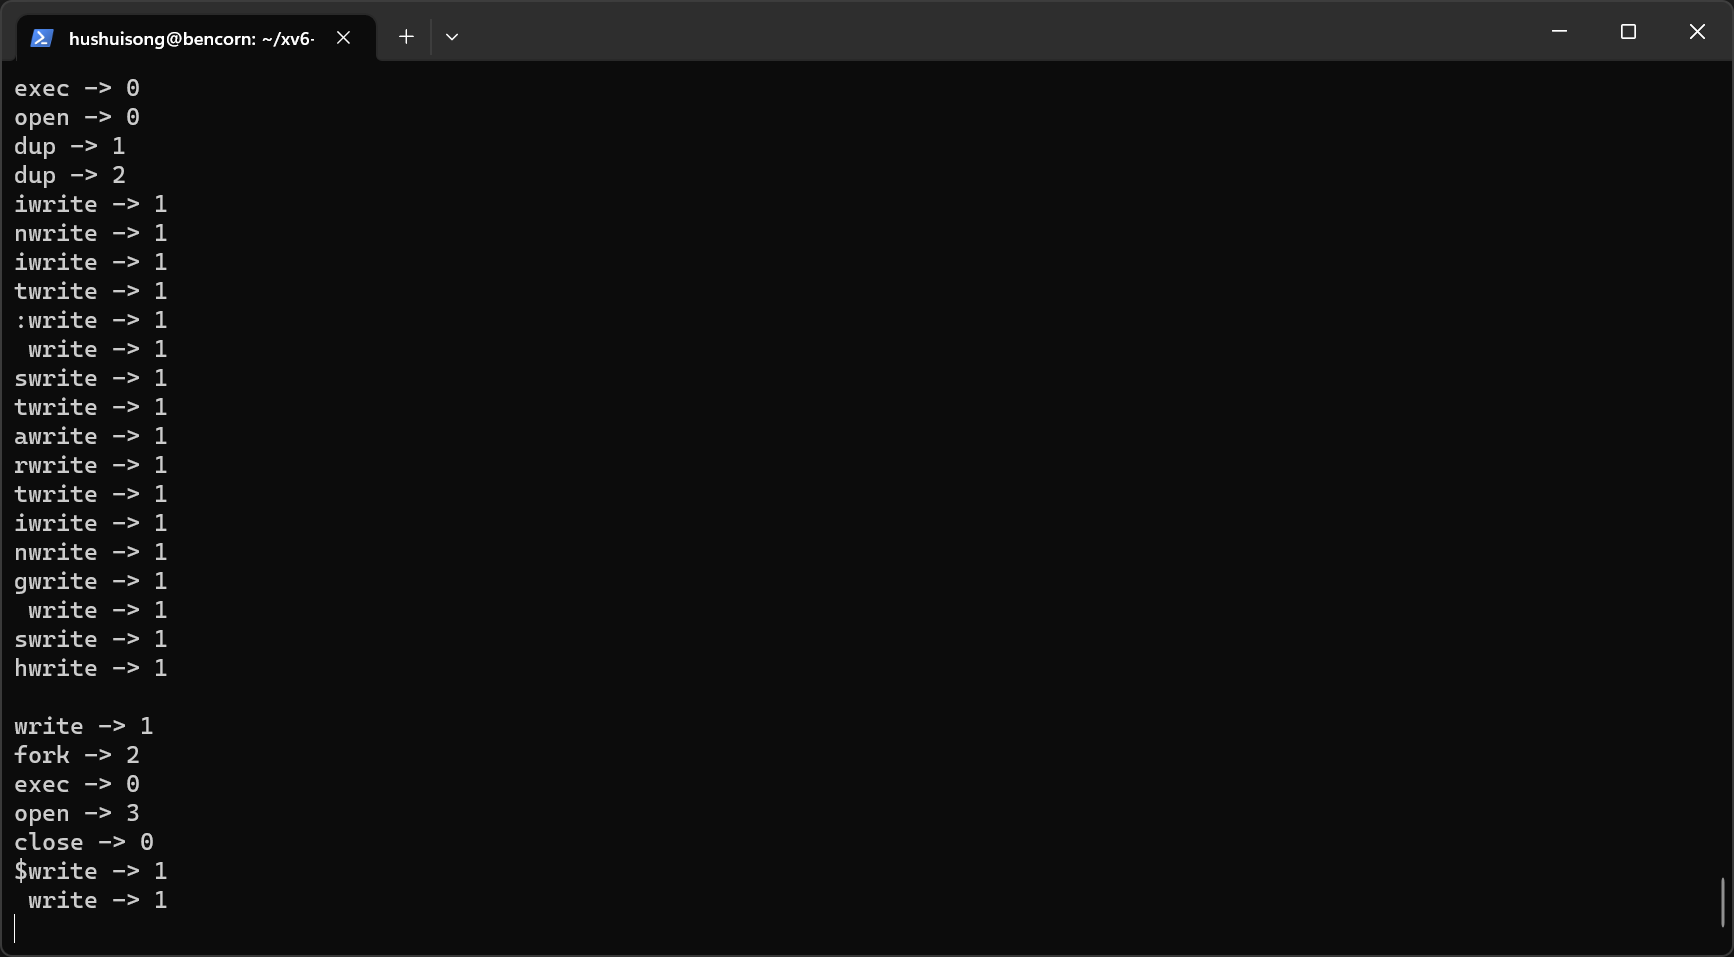 hushuisong@bencorn: ~/xv6-
exec -> 0
open -> 0
dup -> 1
dup -> 2
iwrite -> 1
nwrite -> 1
iwrite -> 1
twrite -> 1
:write -> 1
 write -> 1
swrite -> 1
twrite -> 1
awrite -> 1
rwrite -> 1
twrite -> 1
iwrite -> 1
nwrite -> 1
gwrite -> 1
 write -> 1
swrite -> 1
hwrite -> 1

write -> 1
fork -> 2
exec -> 0
open -> 3
close -> 0
$write -> 1
 write -> 1